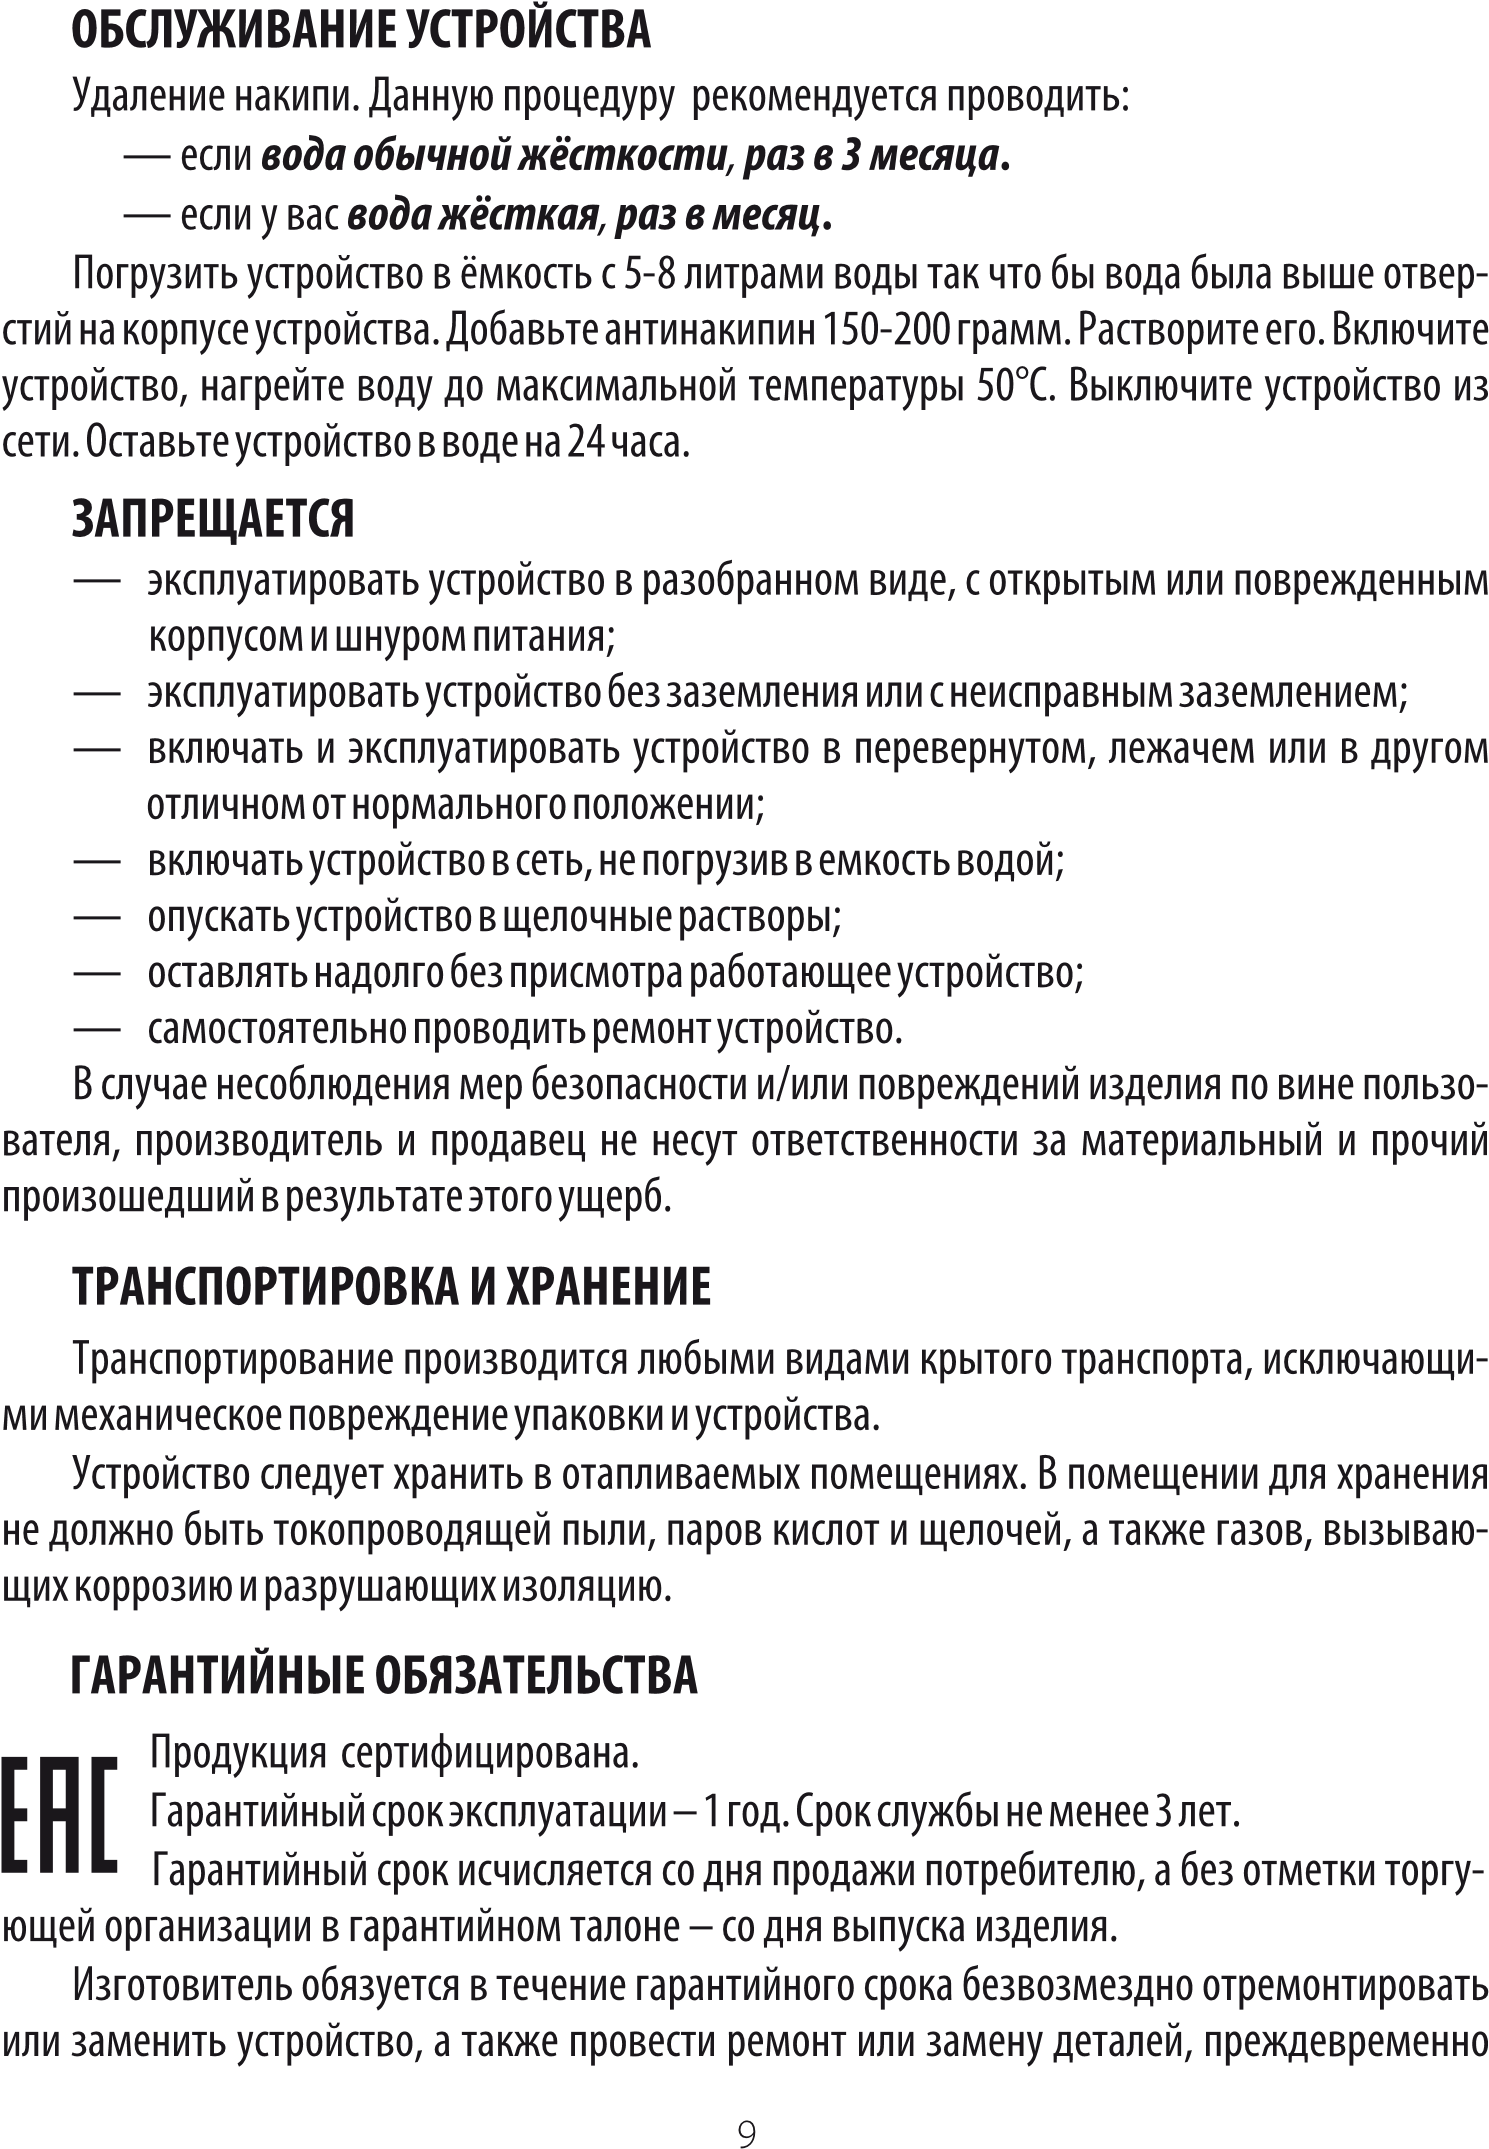 ОБСЛУЖИВАНИЕ УСТРОЙСТВА
Удаление накипи. Данную процедуру рекомендуется проводить:
— если вода обычной жёсткости, раз в 3 месяца.
— если у вас вода жёсткая, раз в месяц.
Погрузить устройство в ёмкость с 5-8 литрами воды так что бы вода была выше отвер-
стий на корпусе устройства. Добавьте антинакипин 150-200 грамм. Растворите его. Включите
устройство, нагрейте воду до максимальной температуры 50°С. Выключите устройство из
сети. Оставьте устройство в воде на 24 часа.
ЗАПРЕЩАЕТСЯ
— эксплуатировать устройство в разобранном виде, с открытым или поврежденным
корпусом и шнуром питания;
— эксплуатировать устройство без заземления или с неисправным заземлением;
— включать и эксплуатировать устройство в перевернутом, лежачем или в другом
отличном от нормального положении;
— включать устройство в сеть, не погрузив в емкость водой;
— опускать устройство в щелочные растворы;
— оставлять надолго без присмотра работающее устройство;
— самостоятельно проводить ремонт устройство.
В случае несоблюдения мер безопасности и/или повреждений изделия по вине пользо-
вателя, производитель и продавец не несут ответственности за материальный и прочий
произошедший в результате этого ущерб.
ТРАНСПОРТИРОВКА И ХРАНЕНИЕ
Транспортирование производится любыми видами крытого транспорта, исключающи-
ми механическое повреждение упаковки и устройства.
Устройство следует хранить в отапливаемых помещениях. В помещении для хранения
не должно быть токопроводящей пыли, паров кислот и щелочей, а также газов, вызываю-
щих коррозию и разрушающих изоляцию.
ГАРАНТИЙНЫЕ ОБЯЗАТЕЛЬСТВА
EAC
Продукция сертифицирована.
Гарантийный срок эксплуатации – 1 год. Срок службы не менее 3 лет.
Гарантийный срок исчисляется со дня продажи потребителю, а без отметки торгу-
ющей организации в гарантийном талоне – со дня выпуска изделия.
Изготовитель обязуется в течение гарантийного срока безвозмездно отремонтировать
или заменить устройство, а также провести ремонт или замену деталей, преждевременно
9